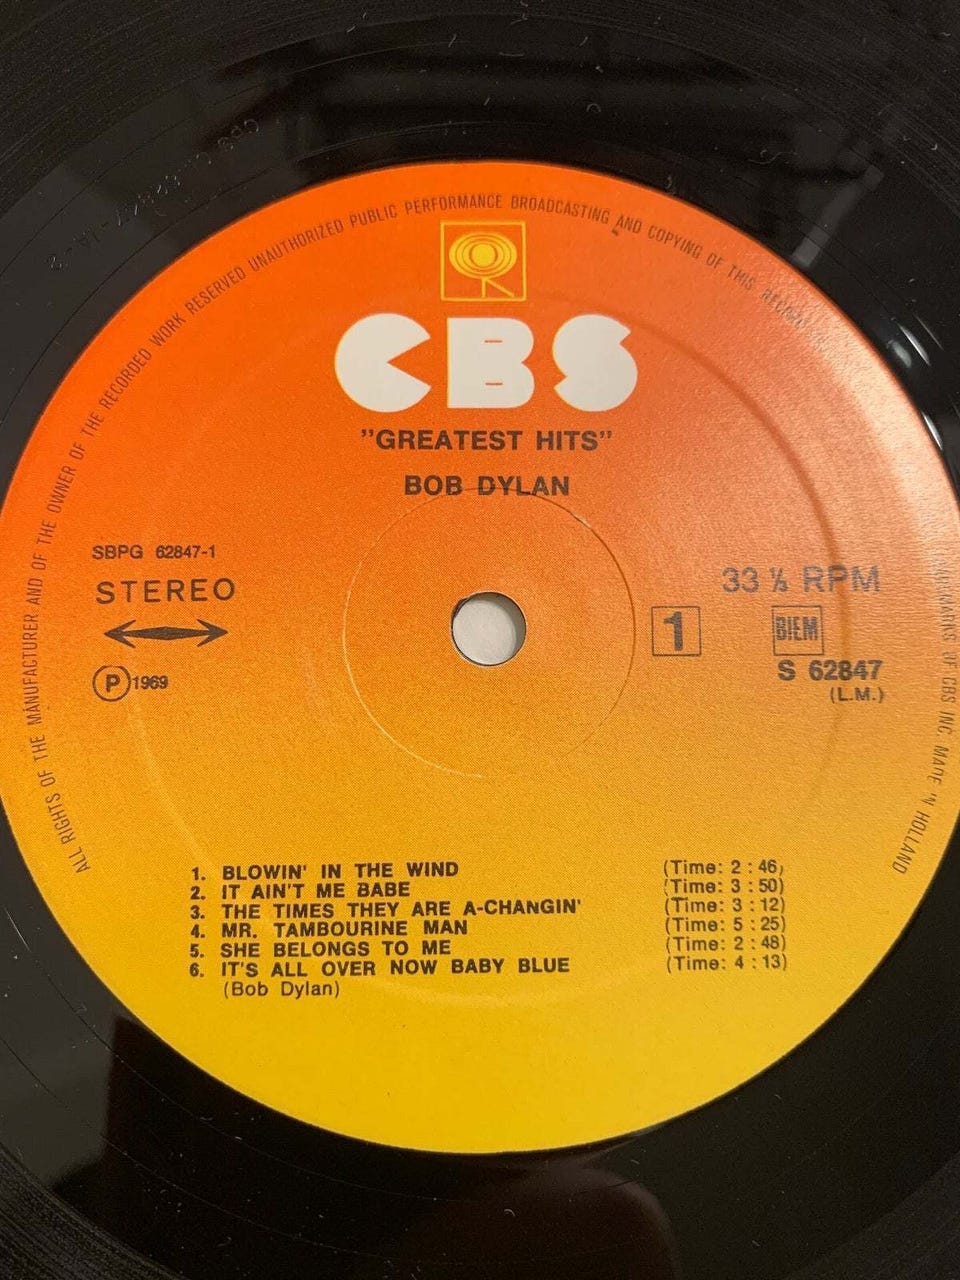 ALL RIGHTS OF THE MANUFACTURER AND OF THE OWNER OF THE RECORDED WORK RESERVED UNAUTHORIZED PUBLIC PERFORMANCE BROADCASTING AND COPYING OF THIS RECORD
CBS
"GREATEST HITS"
BOB DYLAN
SBPG 62847-1
STEREO
P 1969
33 ⅓ RPM
1
BIEM
S 62847
(L.M.)
OF CBS INC. MADE IN HOLLAND
1. BLOWIN' IN THE WIND (Time: 2 : 46)
2. IT AIN'T ME BABE (Time: 3 : 50)
3. THE TIMES THEY ARE A-CHANGIN' (Time: 3 : 12)
4. MR. TAMBOURINE MAN (Time: 5 : 25)
5. SHE BELONGS TO ME (Time: 2 : 48)
6. IT'S ALL OVER NOW BABY BLUE (Time: 4 : 13)
(Bob Dylan)